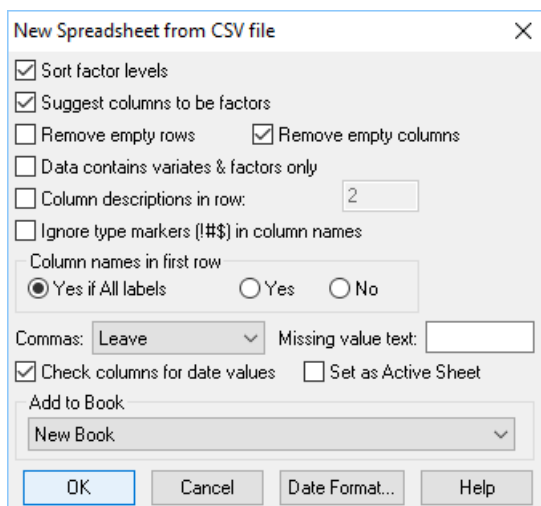 New Spreadsheet from CSV file
Sort factor levels
Suggest columns to be factors
Remove empty rows Remove empty columns
Data contains variates & factors only
Column descriptions in row: 2
Ignore type markers (!#$) in column names
Column names in first row
Yes if All labels Yes No
Commas: Leave Missing value text:
Check columns for date values Set as Active Sheet
Add to Book
New Book
OK Cancel Date Format... Help